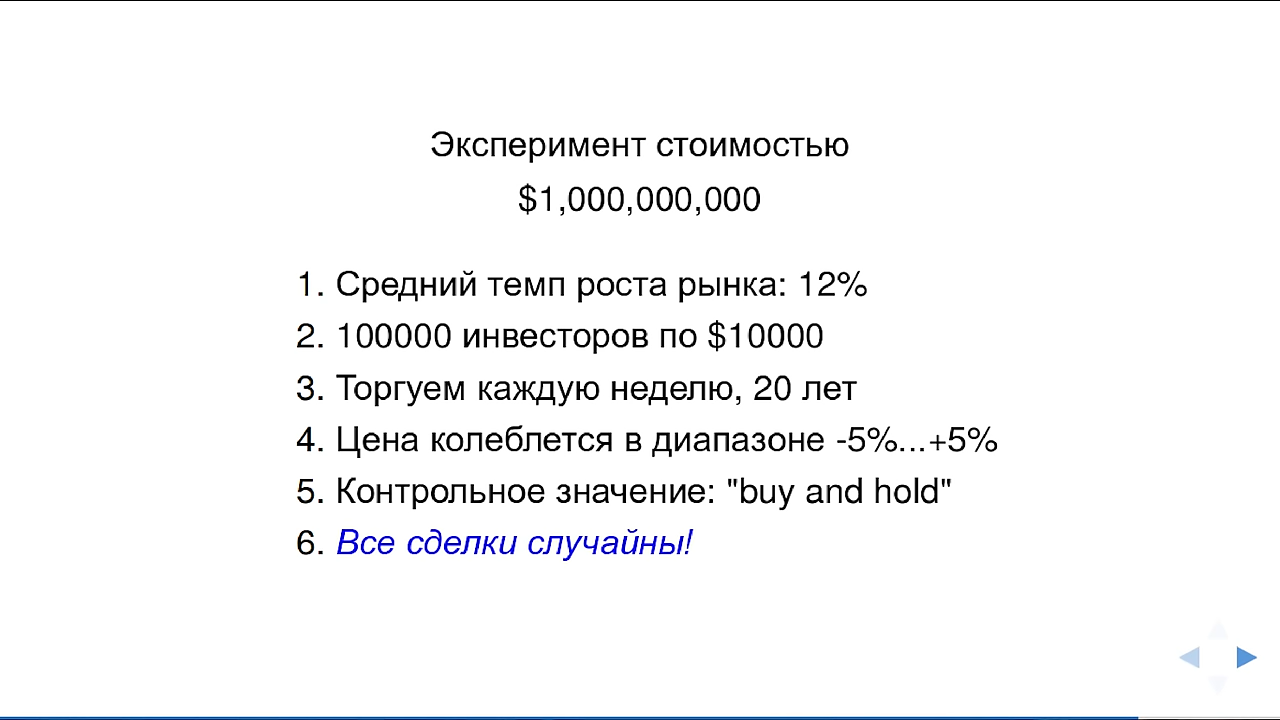 Эксперимент стоимостью
$1,000,000,000
1. Средний темп роста рынка: 12%
2. 100000 инвесторов по $10000
3. Торгуем каждую неделю, 20 лет
4. Цена колеблется в диапазоне -5%...+5%
5. Контрольное значение: "buy and hold"
6. Все сделки случайны!